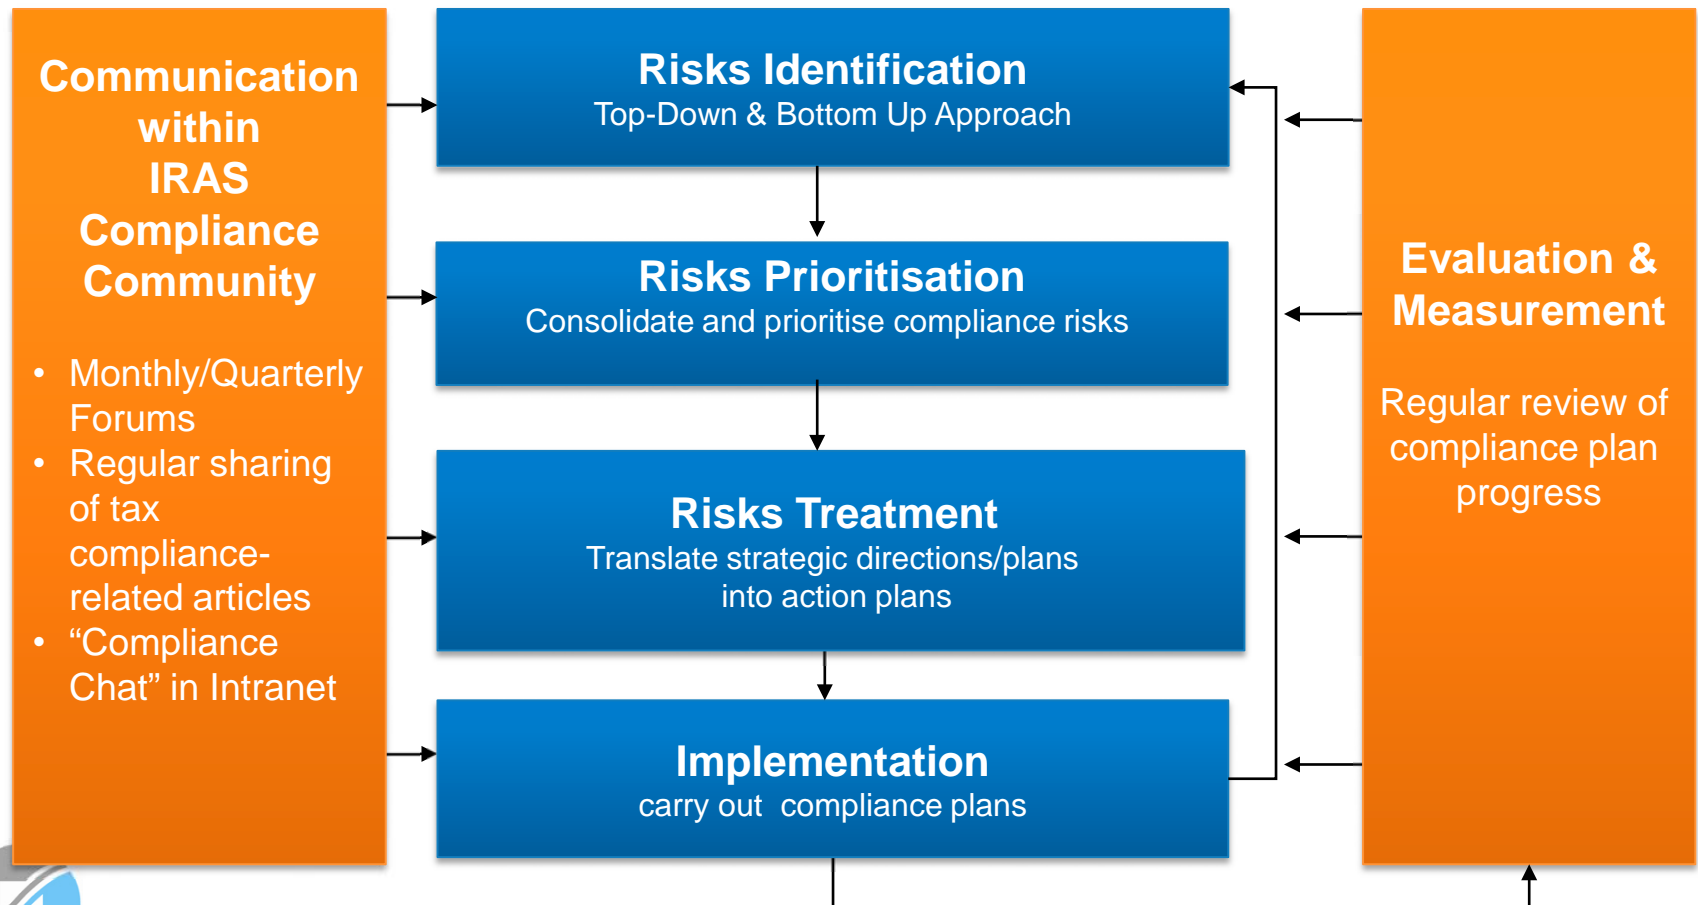 Communication
within
IRAS
Compliance
Community
• Monthly/Quarterly
Forums
• Regular sharing
of tax
compliance-
related articles
• “Compliance
Chat” in Intranet
Risks Identification
Top-Down & Bottom Up Approach
Risks Prioritisation
Consolidate and prioritise compliance risks
Risks Treatment
Translate strategic directions/plans
into action plans
Implementation
carry out  compliance plans
Evaluation &
Measurement
Regular review of
compliance plan
progress